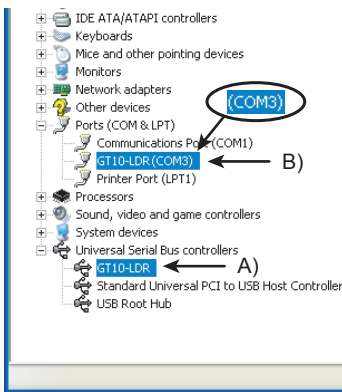 IDE ATA/ATAPI controllers
Keyboards
Mice and other pointing devices
Monitors
Network adapters
Other devices
(COM3)
Ports (COM & LPT)
Communications Port (COM1)
GT10-LDR(COM3)
B)
Printer Port (LPT1)
Processors
Sound, video and game controllers
System devices
Universal Serial Bus controllers
GT10-LDR
A)
Standard Universal PCI to USB Host Controller
USB Root Hub